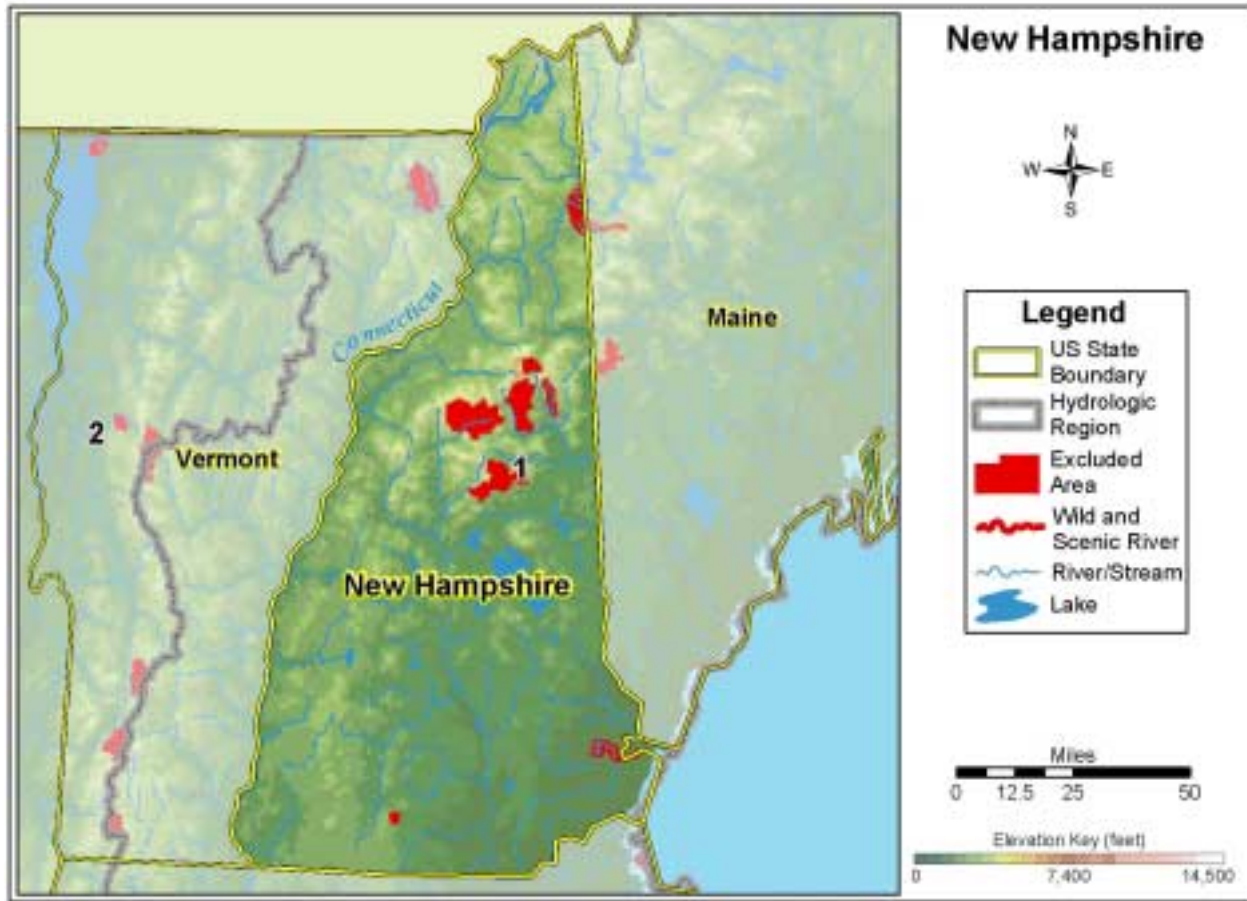 New Hampshire
N
W E
S
Connecticut
Maine
2
Vermont
1
New Hampshire
Legend
US State
Boundary
Hydrologic
Region
Excluded
Area
Wild and
Scenic River
River/Stream
Lake
Miles
0 12.5 25 50
Elevation Key (feet)
0 7,400 14,500